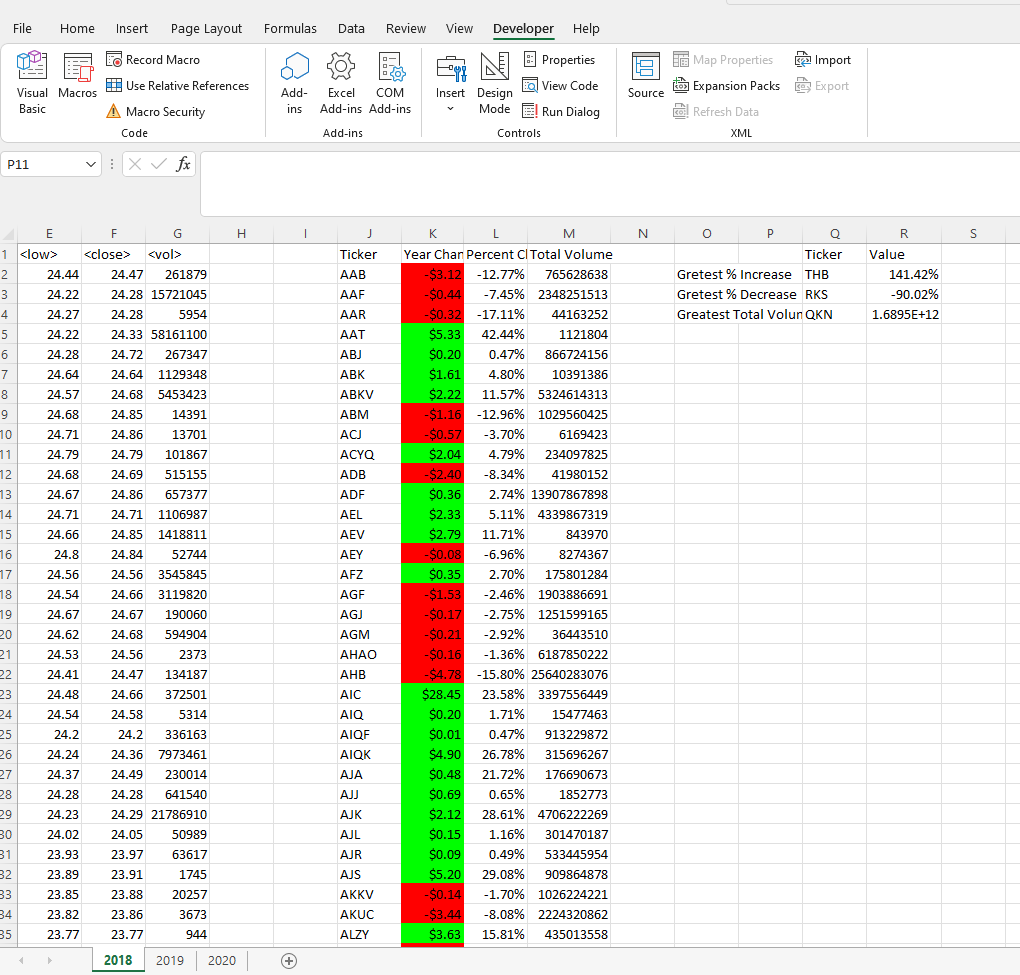 File Home Insert Page Layout Formulas Data Review View Developer Help
Visual Basic Macros Record Macro Use Relative References Macro Security Code
Add-ins Excel Add-ins COM Add-ins Add-ins
Insert Design Mode Properties View Code Run Dialog Controls
Source Map Properties Expansion Packs Refresh Data Import Export XML
P11 fx
E F G H I J K L M N O P Q R S
1 <low> <close> <vol> Ticker Year Chan Percent Cl Total Volume Ticker Value
2 24.44 24.47 261879 AAB -$3.12 -12.77% 765628638 Gretest % Increase THB 141.42%
3 24.22 24.28 15721045 AAF -$0.44 -7.45% 2348251513 Gretest % Decrease RKS -90.02%
4 24.27 24.28 5954 AAR -$0.32 -17.11% 44163252 Greatest Total Volun QKN 1.6895E+12
5 24.22 24.33 58161100 AAT $5.33 42.44% 1121804
6 24.28 24.72 267347 ABJ $0.20 0.47% 866724156
7 24.64 24.64 1129348 ABK $1.61 4.80% 10391386
8 24.57 24.68 5453423 ABKV $2.22 11.57% 5324614313
9 24.68 24.85 14391 ABM -$1.16 -12.96% 1029560425
10 24.71 24.86 13701 ACJ -$0.57 -3.70% 6169423
11 24.79 24.79 101867 ACYQ $2.04 4.79% 234097825
12 24.68 24.69 515155 ADB -$2.40 -8.34% 41980152
13 24.67 24.86 657377 ADF $0.36 2.74% 13907867898
14 24.71 24.71 1106987 AEL $2.33 5.11% 4339867319
15 24.66 24.85 1418811 AEV $2.79 11.71% 843970
16 24.8 24.84 52744 AEY -$0.08 -6.96% 8274367
17 24.56 24.56 3545845 AFZ $0.35 2.70% 175801284
18 24.54 24.66 3119820 AGF -$1.53 -2.46% 1903886691
19 24.67 24.67 190060 AGJ -$0.17 -2.75% 1251599165
20 24.62 24.68 594904 AGM -$0.21 -2.92% 36443510
21 24.53 24.56 2373 AHAO -$0.16 -1.36% 6187850222
22 24.41 24.47 134187 AHB -$4.78 -15.80% 25640283076
23 24.48 24.66 372501 AIC $28.45 23.58% 3397556449
24 24.54 24.58 5314 AIQ $0.20 1.71% 15477463
25 24.2 24.2 336163 AIQF $0.01 0.47% 913229872
26 24.24 24.36 7973461 AIQK $4.90 26.78% 315696267
27 24.37 24.49 230014 AJA $0.48 21.72% 176690673
28 24.28 24.28 641540 AJJ $0.69 0.65% 1852773
29 24.23 24.29 21786910 AJK $2.12 28.61% 4706222269
30 24.02 24.05 50989 AJL $0.15 1.16% 301470187
31 23.93 23.97 63617 AJR $0.09 0.49% 533445954
32 23.89 23.91 1745 AJS $5.20 29.08% 909864878
33 23.85 23.88 20257 AKKV -$0.14 -1.70% 1026224221
34 23.82 23.86 3673 AKUC -$3.44 -8.08% 2224320862
35 23.77 23.77 944 ALZY $3.63 15.81% 435013558
2018 2019 2020